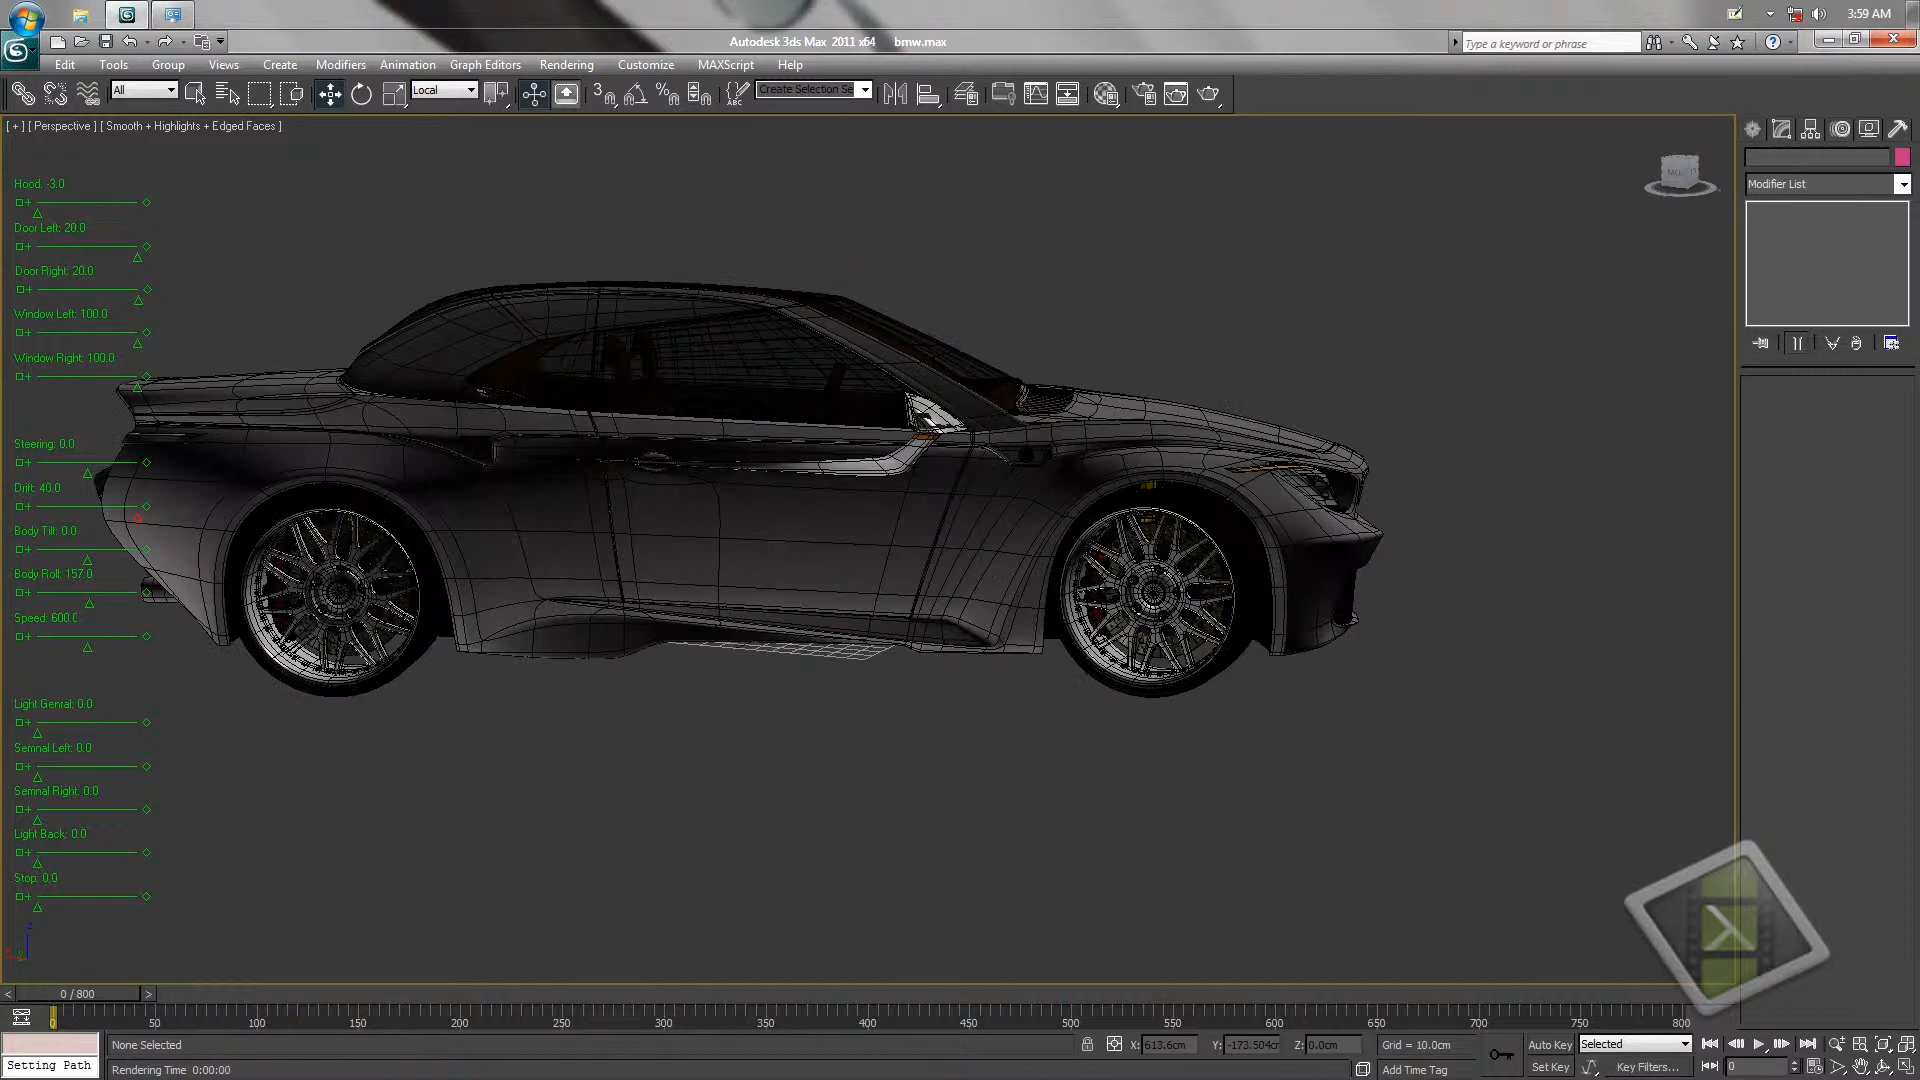 3:59 AM
Autodesk 3ds Max 2011 x64 bmw.max
Type a keyword or phrase
Edit Tools Group Views Create Modifiers Animation Graph Editors Rendering Customize MAXScript Help
All Local 3 % ABC Create Selection Se
[ + ] [ Perspective ] [ Smooth + Highlights + Edged Faces ]
Modifier List
Hood: -3.0
Door Left: 20.0
Door Right: 20.0
Window Left: 100.0
Window Right: 100.0
Steering: 0.0
Drift: 40.0
Body Tilt: 0.0
Body Roll: 157.0
Speed: 600.0
Light Genral: 0.0
Semnal Left: 0.0
Semnal Right: 0.0
Light Back: 0.0
Stop: 0.0
z
< 0 / 800 >
0 50 100 150 200 250 300 350 400 450 500 550 600 650 700 750 800
None Selected X: 613.6cm Y: -173.504cr Z: 0.0cm Grid = 10.0cm Auto Key Selected
Setting Path Rendering Time 0:00:00 Add Time Tag Set Key Key Filters... 0